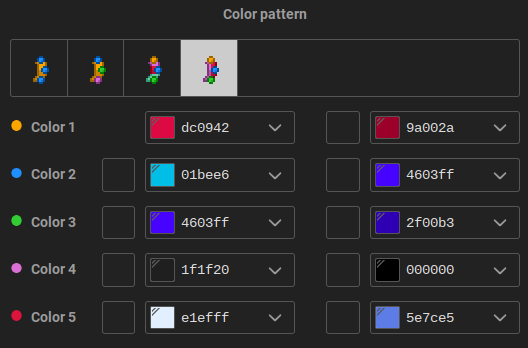 Color pattern
Color 1 dc0942 9a002a
Color 2 01bee6 4603ff
Color 3 4603ff 2f00b3
Color 4 1f1f20 000000
Color 5 e1efff 5e7ce5